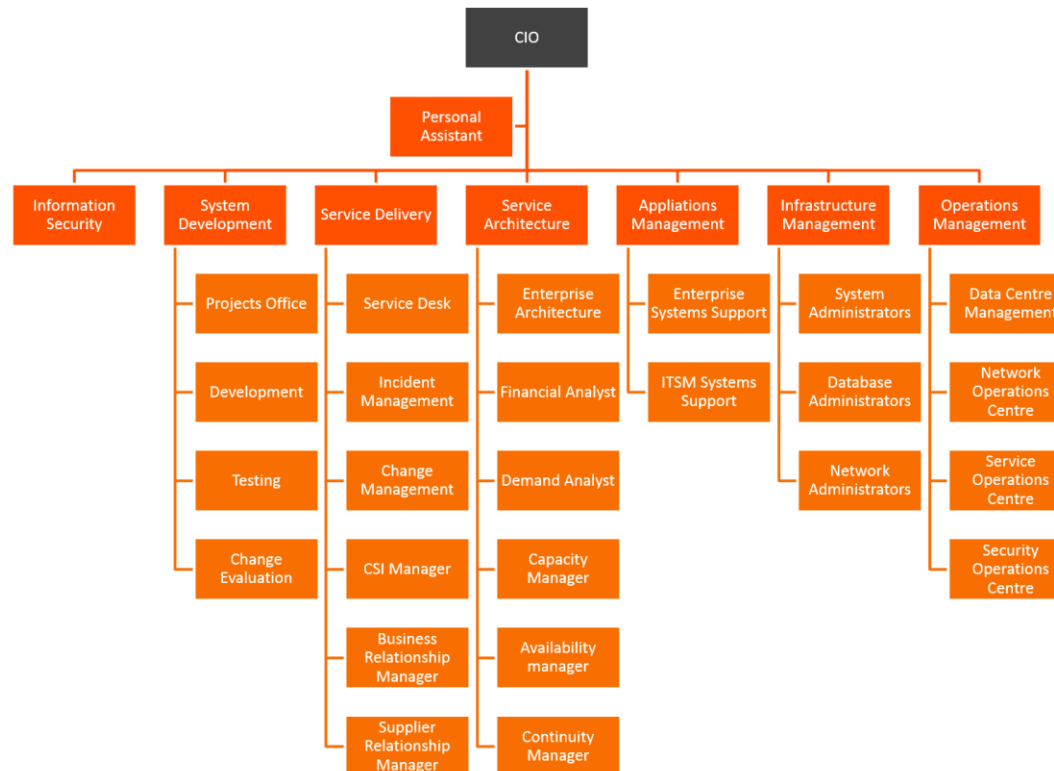 CIO
Personal
Assistant
Information
Security
System
Development
Service Delivery
Service
Architecture
Appliations
Management
Infrastructure
Management
Operations
Management
Projects Office
Service Desk
Enterprise
Architecture
Enterprise
Systems Support
System
Administrators
Data Centre
Management
Development
Incident
Management
Financial Analyst
ITSM Systems
Support
Database
Administrators
Network
Operations
Centre
Testing
Change
Management
Demand Analyst
Network
Administrators
Service
Operations
Centre
Change
Evaluation
CSI Manager
Capacity
Manager
Security
Operations
Centre
Business
Relationship
Manager
Availability
manager
Supplier
Relationship
Manager
Continuity
Manager